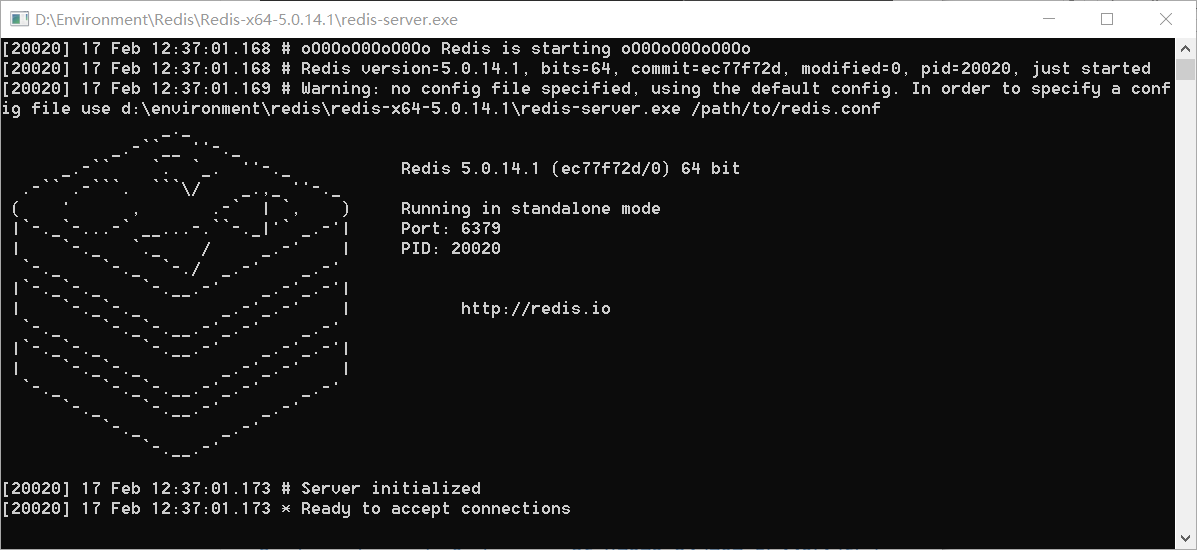 D:\Environment\Redis\Redis-x64-5.0.14.1\redis-server.exe
[20020] 17 Feb 12:37:01.168 # oO0OoO0OoO0Oo Redis is starting oO0OoO0OoO0Oo
[20020] 17 Feb 12:37:01.168 # Redis version=5.0.14.1, bits=64, commit=ec77f72d, modified=0, pid=20020, just started
[20020] 17 Feb 12:37:01.169 # Warning: no config file specified, using the default config. In order to specify a conf
ig file use d:\environment\redis\redis-x64-5.0.14.1\redis-server.exe /path/to/redis.conf
Redis 5.0.14.1 (ec77f72d/0) 64 bit
Running in standalone mode
Port: 6379
PID: 20020
http://redis.io
[20020] 17 Feb 12:37:01.173 # Server initialized
[20020] 17 Feb 12:37:01.173 * Ready to accept connections